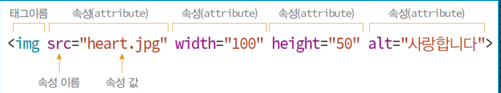 태그이름 속성(attribute) 속성(attribute) 속성(attribute) 속성(attribute)
<img src="heart.jpg" width="100" height="50" alt="사랑합니다">
속성 이름 속성 값